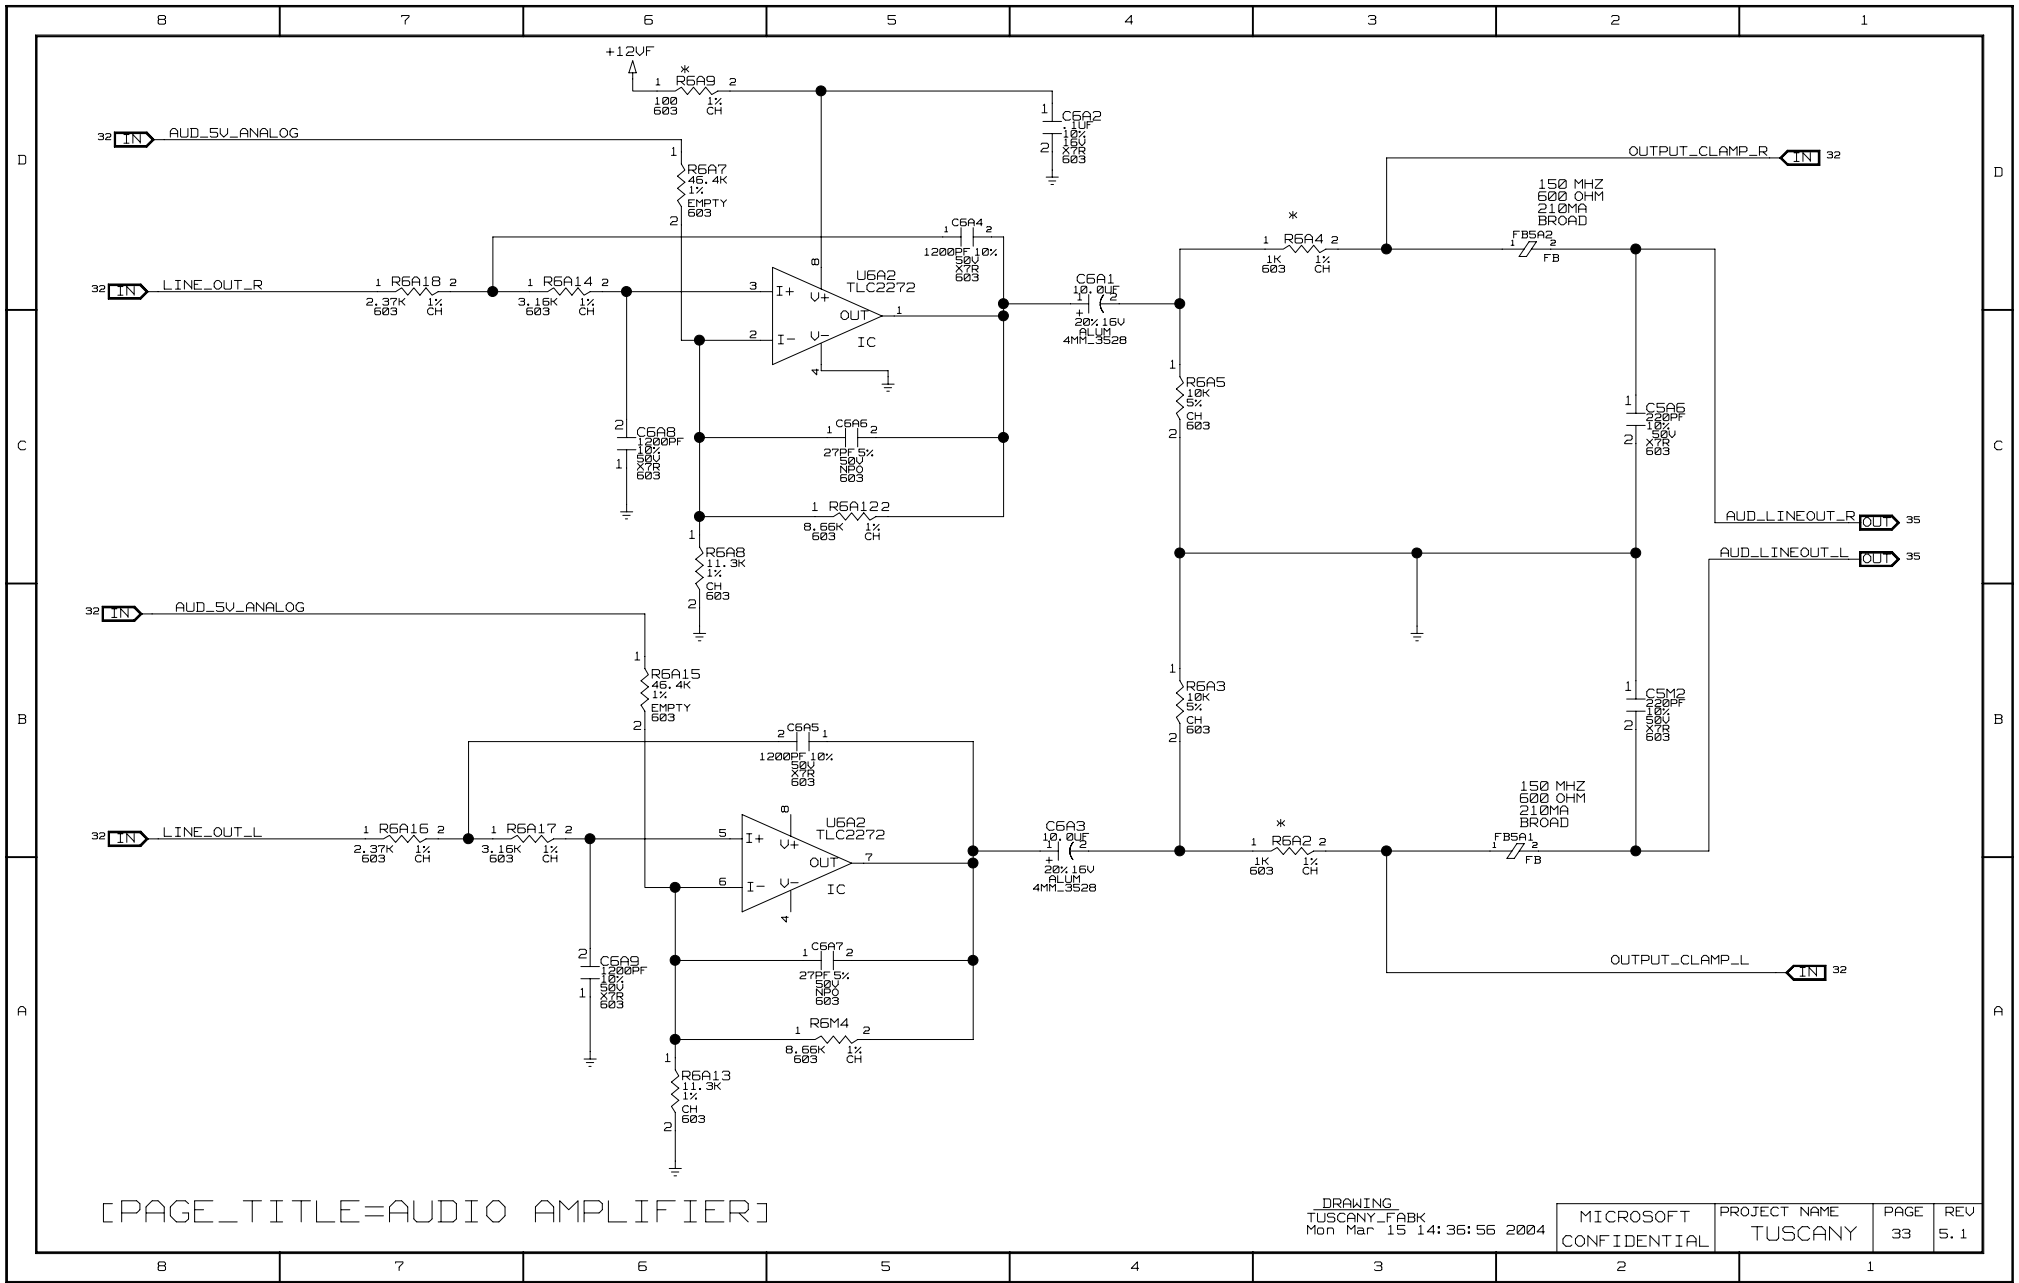 8 7 6 5 4 3 2 1
+12VF
*
1 R6A9 2
100 1%
603 CH
1
C6A2
.1UF
10%
16V
2 X7R
603
32 IN AUD_5V_ANALOG
OUTPUT_CLAMP_R IN 32
D D
1
R6A7
46.4K
1%
EMPTY
603
2
150 MHZ
600 OHM
210MA
BROAD
*
C6A4
1 2
1200PF 10%
50V
X7R
603
1 R6A4 2
1K 1%
603 CH
FB5A2
1 2
FB
32 IN LINE_OUT_R
1 R6A18 2
2.37K 1%
603 CH
1 R6A14 2
3.16K 1%
603 CH
8
U6A2
TLC2272
3 I+ V+
OUT 1
2 I- V-
IC
4
C6A1
10.0UF
1 2
+
20% 16V
ALUM
4MM_3528
1
R6A5
10K
5%
CH
603
2
1
C5A6
220PF
10%
50V
2 X7R
603
C C
2
C6A8
1200PF
10%
50V
1 X7R
603
C6A6
1 2
27PF 5%
50V
NPO
603
1 R6A12 2
8.66K 1%
603 CH
AUD_LINEOUT_R OUT 35
AUD_LINEOUT_L OUT 35
1
R6A8
11.3K
1%
CH
603
2
32 IN AUD_5V_ANALOG
1
R6A15
46.4K
1%
EMPTY
603
2
1
R6A3
10K
5%
CH
603
2
1
C5M2
220PF
10%
50V
2 X7R
603
B B
C6A5
2 1
1200PF 10%
50V
X7R
603
150 MHZ
600 OHM
210MA
BROAD
32 IN LINE_OUT_L
1 R6A16 2
2.37K 1%
603 CH
1 R6A17 2
3.16K 1%
603 CH
8
U6A2
TLC2272
5 I+ V+
OUT 7
6 I- V-
IC
4
C6A3
10.0UF
1 2
+
20% 16V
ALUM
4MM_3528
*
1 R6A2 2
1K 1%
603 CH
FB5A1
1 2
FB
2
C6A9
1200PF
10%
50V
1 X7R
603
C6A7
1 2
27PF 5%
50V
NPO
603
OUTPUT_CLAMP_L IN 32
A A
1 R6M4 2
8.66K 1%
603 CH
1
R6A13
11.3K
1%
CH
603
2
[PAGE_TITLE=AUDIO AMPLIFIER]
DRAWING
TUSCANY_FABK
Mon Mar 15 14:36:56 2004
MICROSOFT
CONFIDENTIAL
PROJECT NAME
TUSCANY
PAGE
33
REV
5.1
8 7 6 5 4 3 2 1